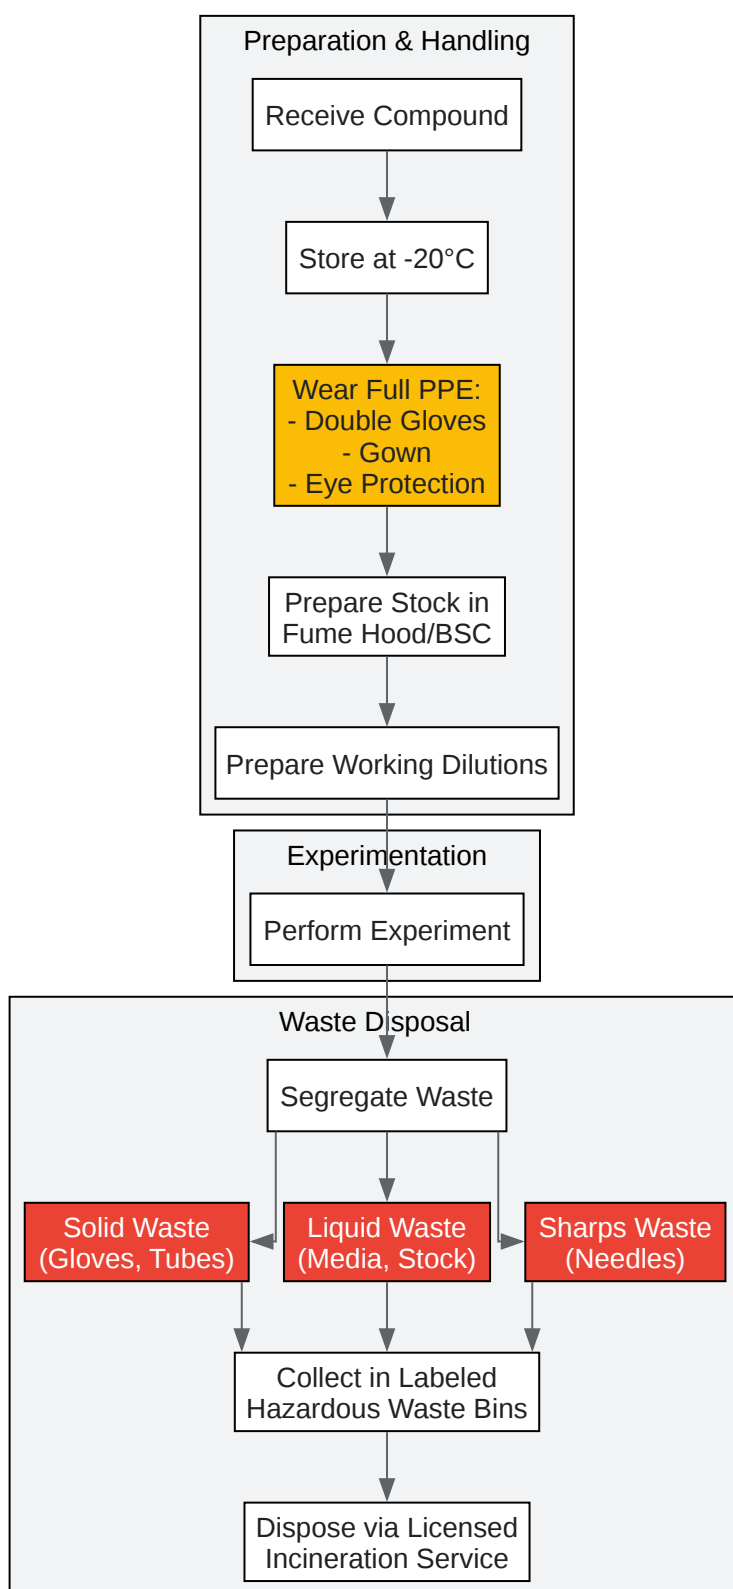 Preparation & Handling
Receive Compound
Store at -20°C
Wear Full PPE:
- Double Gloves
- Gown
- Eye Protection
Prepare Stock in
Fume Hood/BSC
Prepare Working Dilutions
Experimentation
Perform Experiment
Waste Disposal
Segregate Waste
Solid Waste
(Gloves, Tubes)
Liquid Waste
(Media, Stock)
Sharps Waste
(Needles)
Collect in Labeled
Hazardous Waste Bins
Dispose via Licensed
Incineration Service